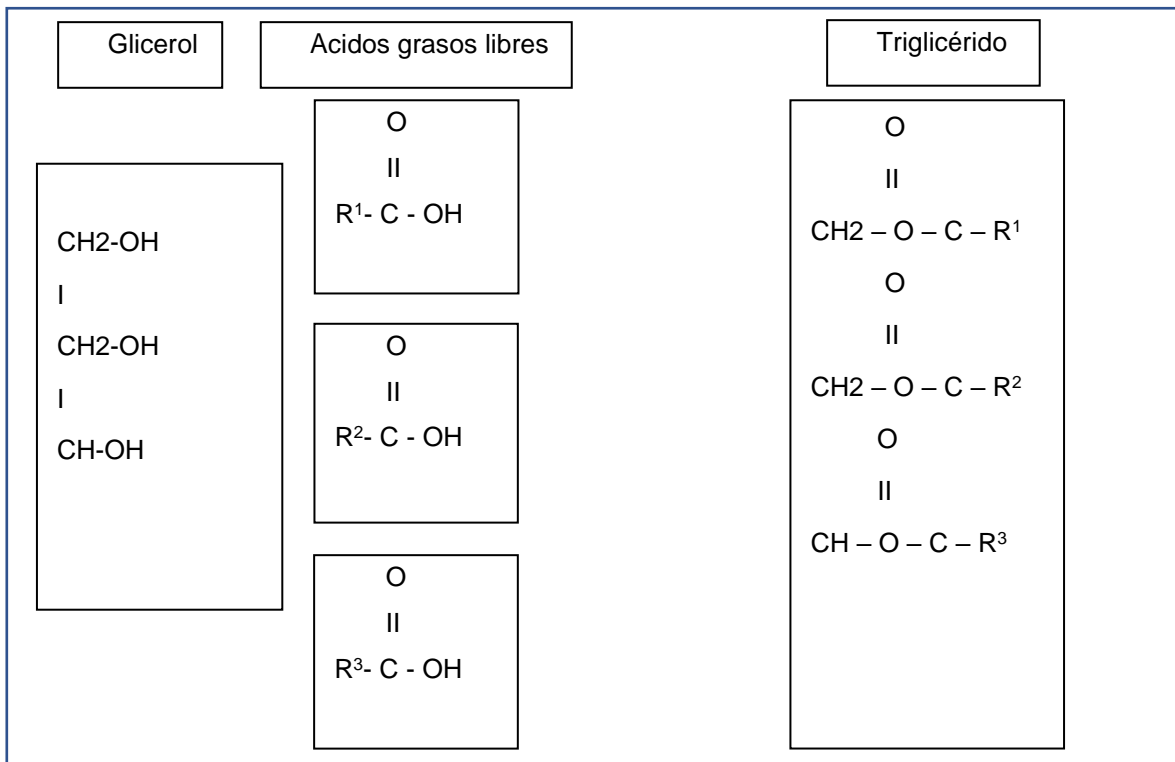 Glicerol
Acidos grasos libres
Triglicérido
CH2-OH
I
CH2-OH
I
CH-OH
O
II
R¹- C - OH
O
II
R²- C - OH
O
II
R³- C - OH
O
II
CH2 – O – C – R¹
O
II
CH2 – O – C – R²
O
II
CH – O – C – R³